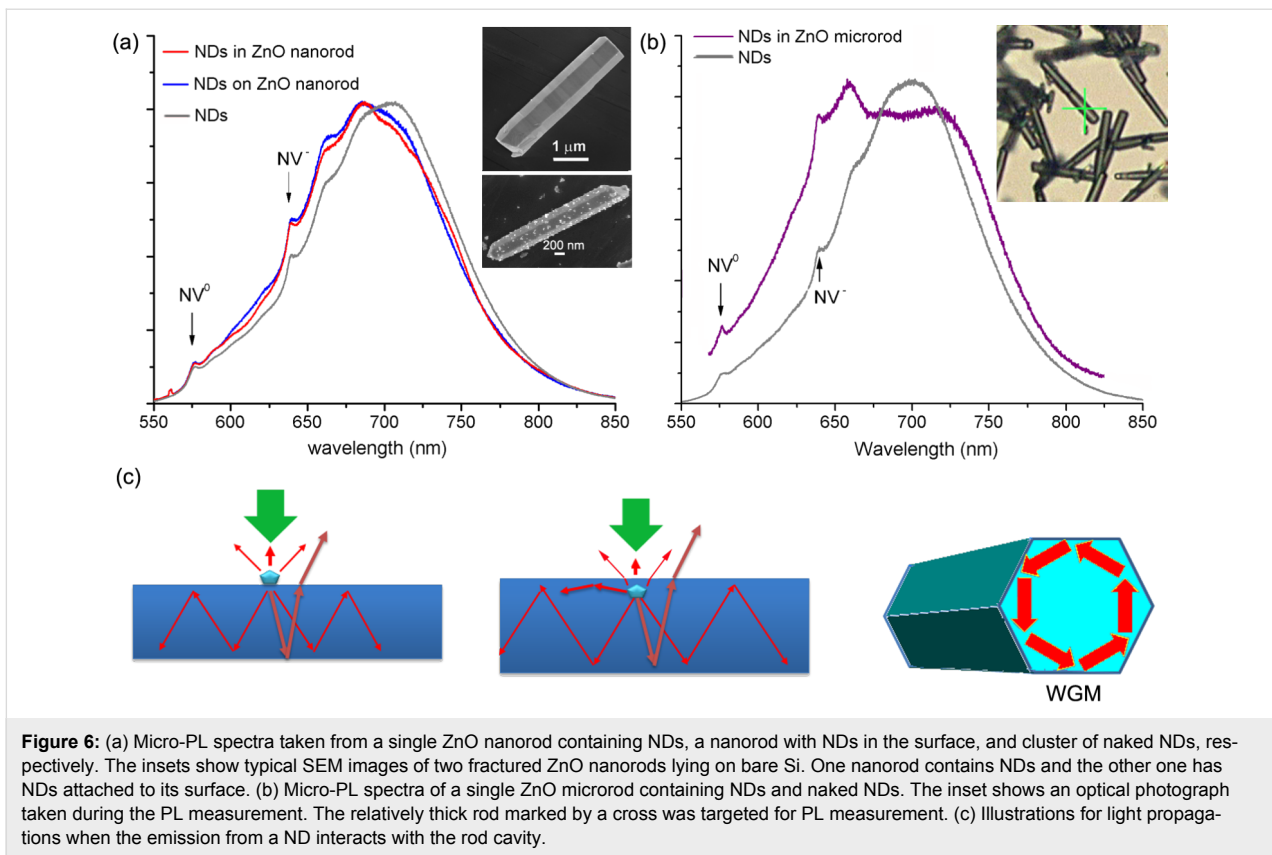 (a)
NDs in ZnO nanorod
NDs on ZnO nanorod
NDs
NV⁰
NV⁻
1 μm
200 nm
550 600 650 700 750 800 850
wavelength (nm)
(b)
NDs in ZnO microrod
NDs
NV⁰
NV⁻
550 600 650 700 750 800 850
Wavelength (nm)
(c)
WGM
Figure 6: (a) Micro-PL spectra taken from a single ZnO nanorod containing NDs, a nanorod with NDs in the surface, and cluster of naked NDs, res-
pectively. The insets show typical SEM images of two fractured ZnO nanorods lying on bare Si. One nanorod contains NDs and the other one has
NDs attached to its surface. (b) Micro-PL spectra of a single ZnO microrod containing NDs and naked NDs. The inset shows an optical photograph
taken during the PL measurement. The relatively thick rod marked by a cross was targeted for PL measurement. (c) Illustrations for light propaga-
tions when the emission from a ND interacts with the rod cavity.